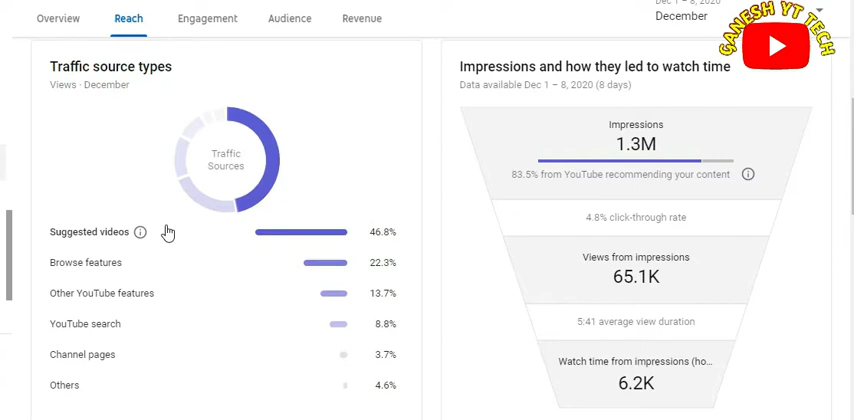 Overview
Reach
Engagement
Audience
Revenue
Dec 1 – 8, 2020
December
GANESH YT TECH
Traffic source types
Views · December
Traffic
Sources
Suggested videos
46.8%
Browse features
22.3%
Other YouTube features
13.7%
YouTube search
8.8%
Channel pages
3.7%
Others
4.6%
Impressions and how they led to watch time
Data available Dec 1 – 8, 2020 (8 days)
Impressions
1.3M
83.5% from YouTube recommending your content
4.8% click-through rate
Views from impressions
65.1K
5:41 average view duration
Watch time from impressions (ho...
6.2K